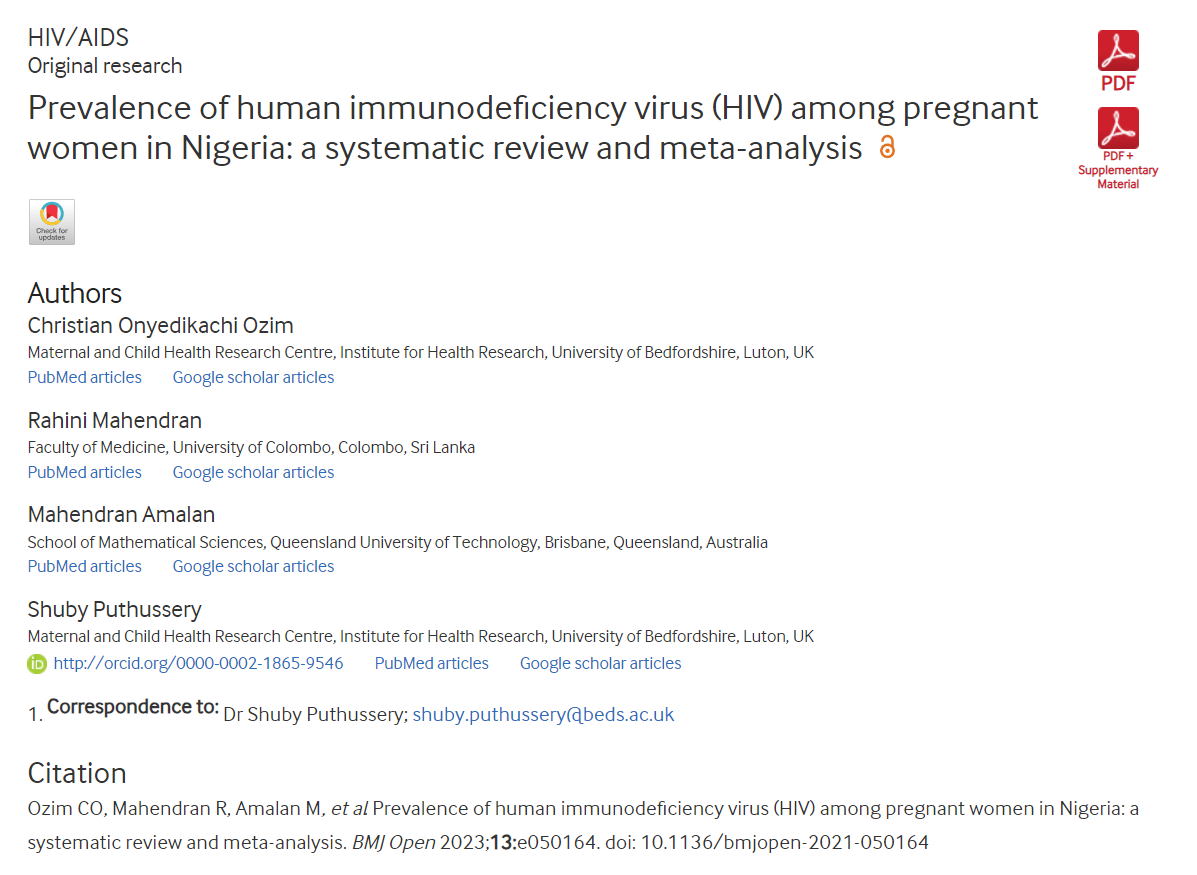 HIV/AIDS
Original research
Prevalence of human immunodeficiency virus (HIV) among pregnant
women in Nigeria: a systematic review and meta-analysis
PDF
PDF +
Supplementary
Material
Check for
updates
Authors
Christian Onyedikachi Ozim
Maternal and Child Health Research Centre, Institute for Health Research, University of Bedfordshire, Luton, UK
PubMed articles Google scholar articles
Rahini Mahendran
Faculty of Medicine, University of Colombo, Colombo, Sri Lanka
PubMed articles Google scholar articles
Mahendran Amalan
School of Mathematical Sciences, Queensland University of Technology, Brisbane, Queensland, Australia
PubMed articles Google scholar articles
Shuby Puthussery
Maternal and Child Health Research Centre, Institute for Health Research, University of Bedfordshire, Luton, UK
iD http://orcid.org/0000-0002-1865-9546 PubMed articles Google scholar articles
1. Correspondence to: Dr Shuby Puthussery; shuby.puthussery@beds.ac.uk
Citation
Ozim CO, Mahendran R, Amalan M, et al Prevalence of human immunodeficiency virus (HIV) among pregnant women in Nigeria: a
systematic review and meta-analysis. BMJ Open 2023;13:e050164. doi: 10.1136/bmjopen-2021-050164